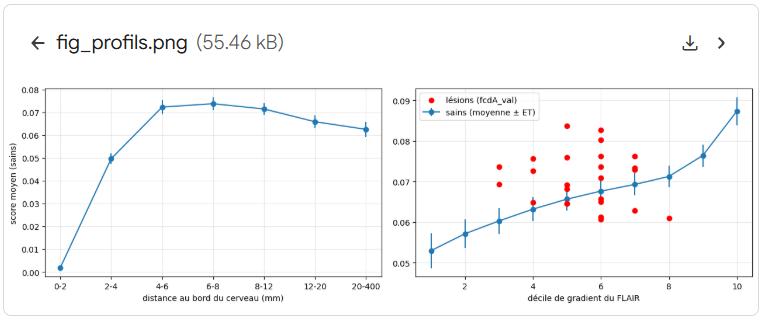 fig_profils.png (55.46 kB)
score moyen (sains)
0.08
0.07
0.06
0.05
0.04
0.03
0.02
0.01
0.00
0-2 2-4 4-6 6-8 8-12 12-20 20-400
distance au bord du cerveau (mm)
lésions (fcdA_val)
sains (moyenne ± ET)
0.09
0.08
0.07
0.06
0.05
2 4 6 8 10
décile de gradient du FLAIR